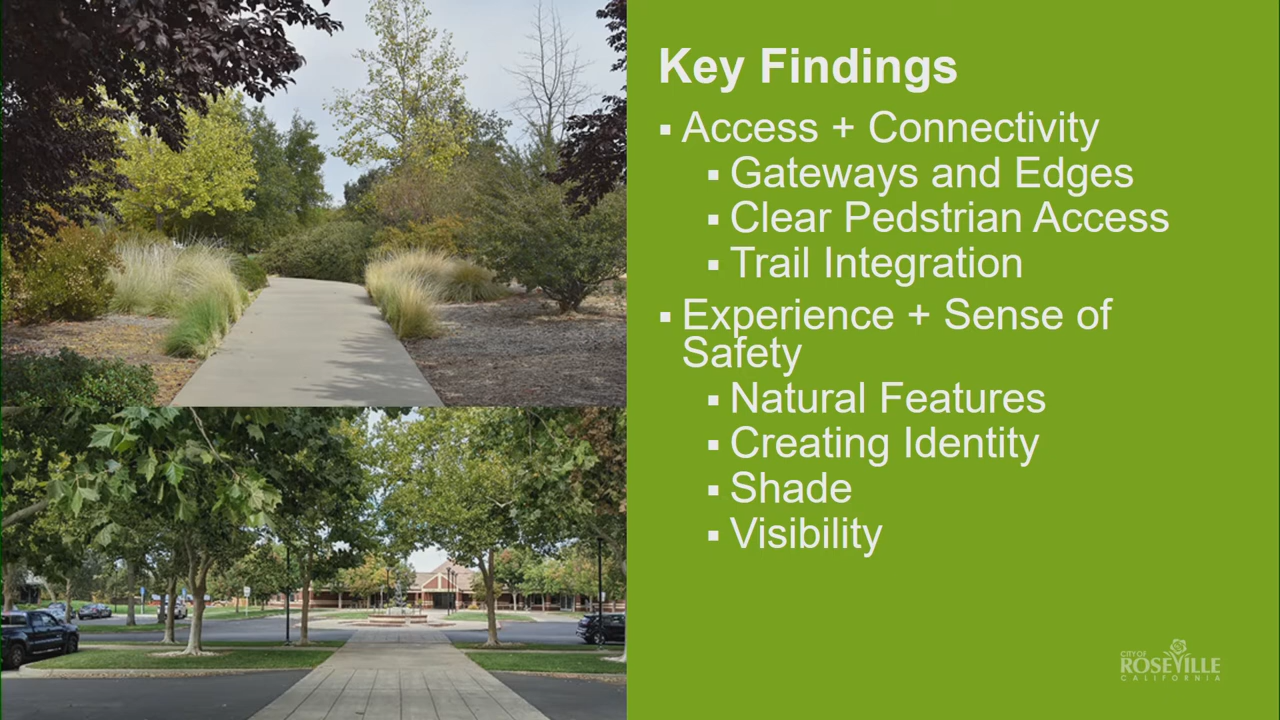 Key Findings
▪ Access + Connectivity
▪ Gateways and Edges
▪ Clear Pedstrian Access
▪ Trail Integration
▪ Experience + Sense of
Safety
▪ Natural Features
▪ Creating Identity
▪ Shade
▪ Visibility
CITY OF
ROSEVILLE
CALIFORNIA